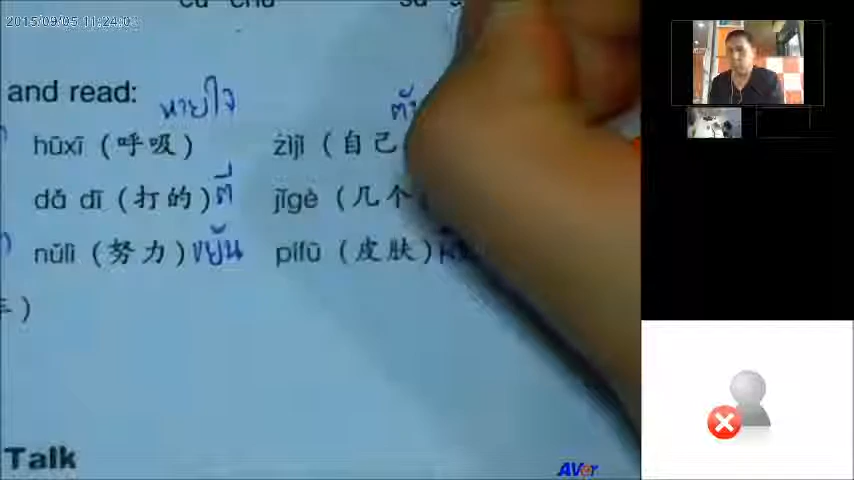 2015/09/05 11:24:03
and read:
หายใจ
hūxī (呼吸) zìjǐ (自己
dǎ dī (打的) ตี jǐgè (几个
nǔlì (努力) ขยัน pífū (皮肤)
Talk
AVer